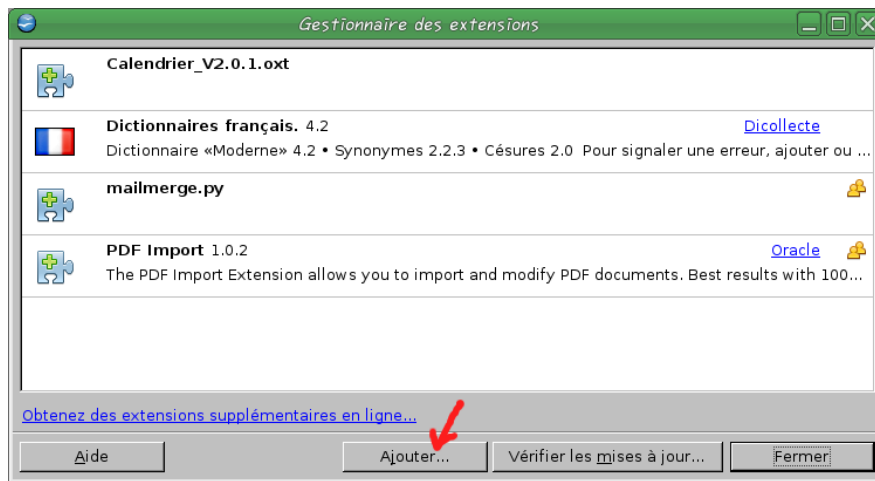 Gestionnaire des extensions
Calendrier_V2.0.1.oxt
Dictionnaires français. 4.2 Dicollecte
Dictionnaire «Moderne» 4.2 • Synonymes 2.2.3 • Césures 2.0 Pour signaler une erreur, ajouter ou ...
mailmerge.py
PDF Import 1.0.2 Oracle
The PDF Import Extension allows you to import and modify PDF documents. Best results with 100...
Obtenez des extensions supplémentaires en ligne...
Aide Ajouter... Vérifier les mises à jour... Fermer